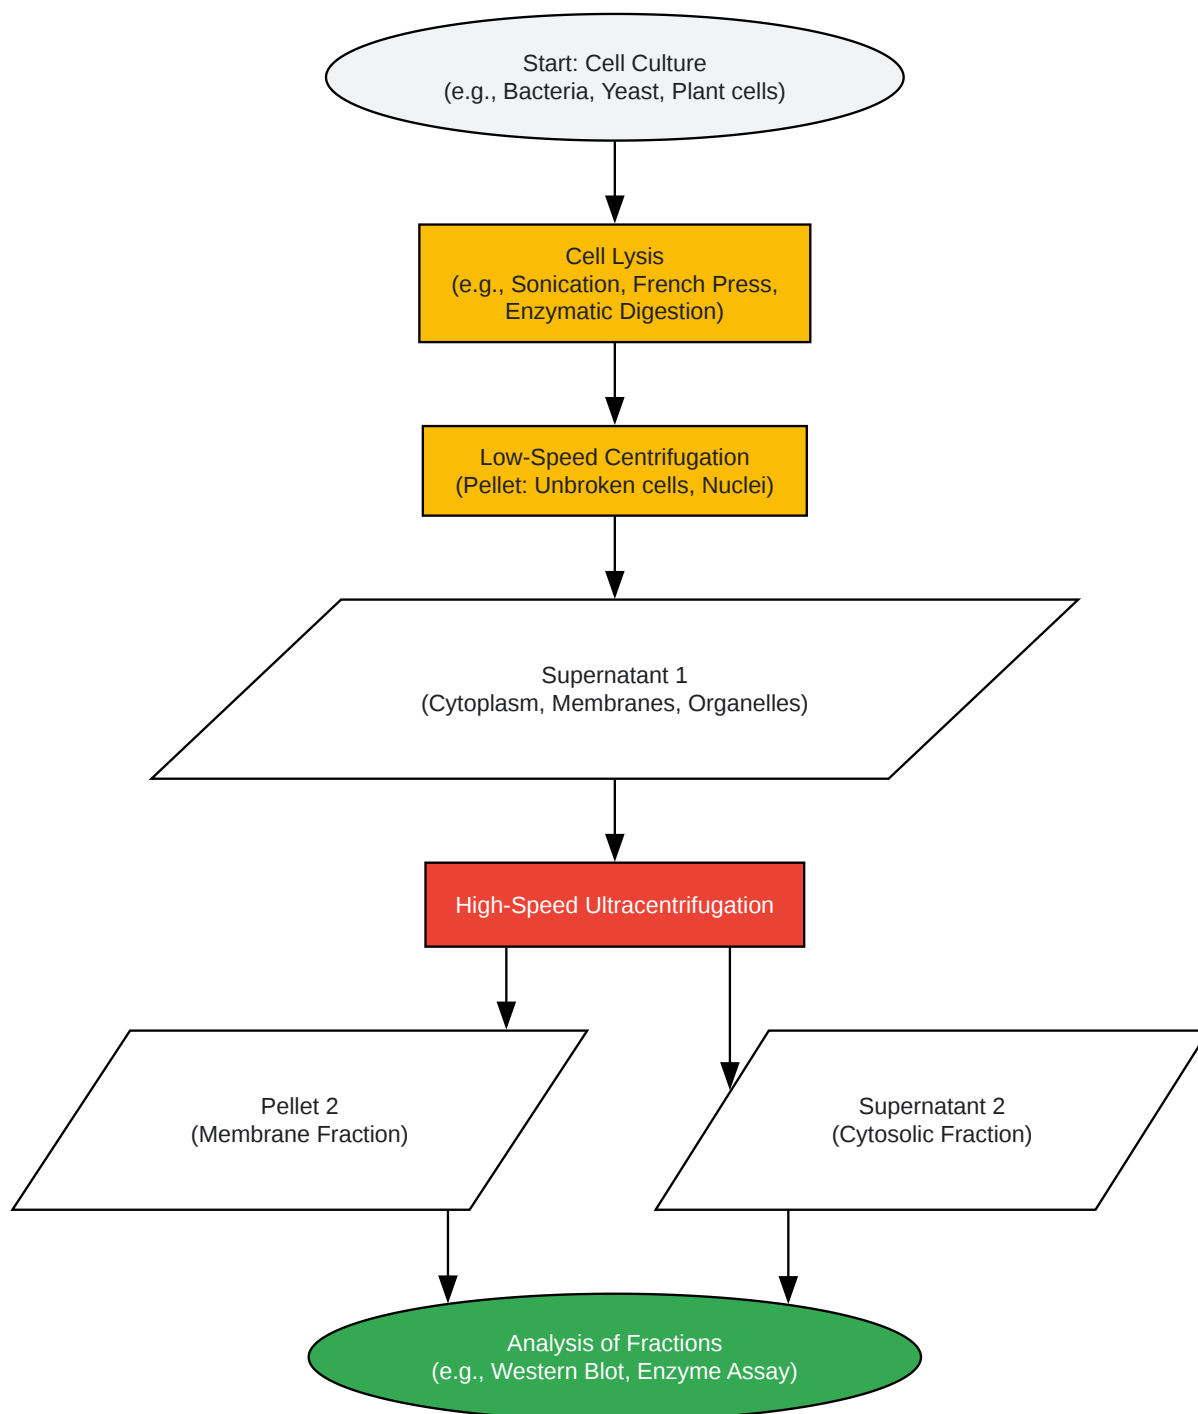 Start: Cell Culture
(e.g., Bacteria, Yeast, Plant cells)
Cell Lysis
(e.g., Sonication, French Press,
Enzymatic Digestion)
Low-Speed Centrifugation
(Pellet: Unbroken cells, Nuclei)
Supernatant 1
(Cytoplasm, Membranes, Organelles)
High-Speed Ultracentrifugation
Pellet 2
(Membrane Fraction)
Supernatant 2
(Cytosolic Fraction)
Analysis of Fractions
(e.g., Western Blot, Enzyme Assay)